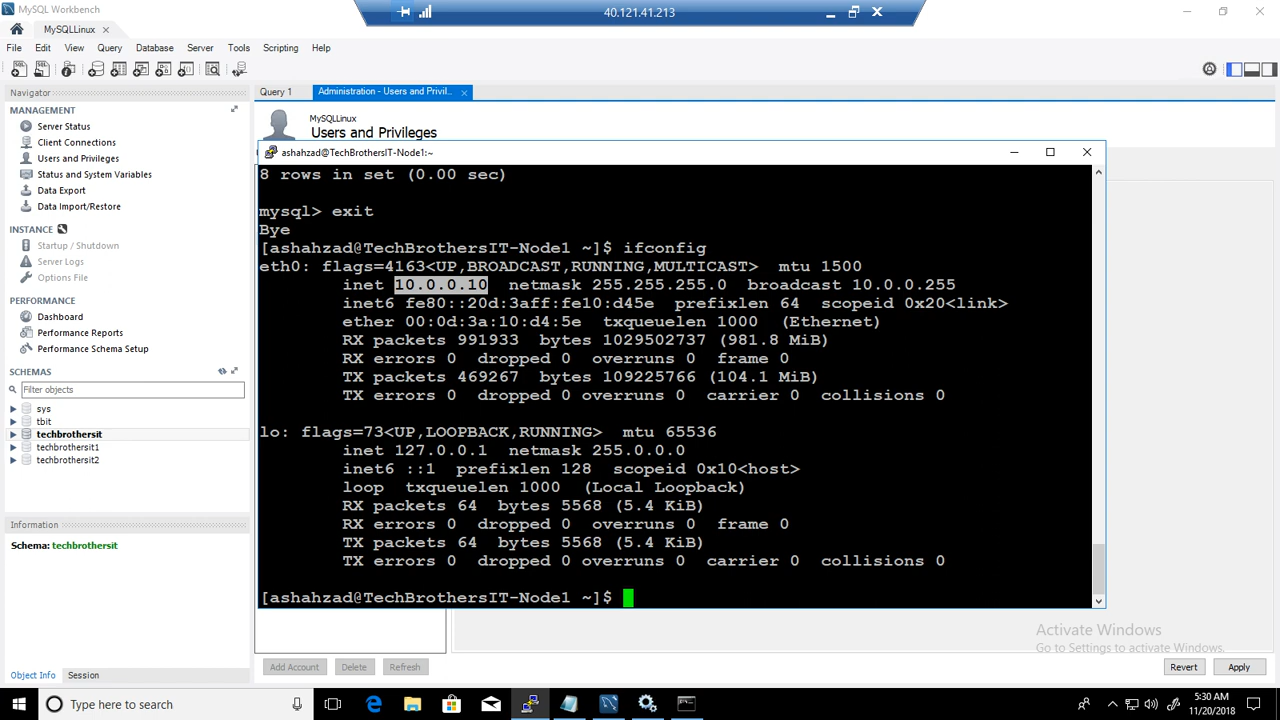 MySQL Workbench
40.121.41.213
MySQLLinux
File Edit View Query Database Server Tools Scripting Help
Navigator
MANAGEMENT
Server Status
Client Connections
Users and Privileges
Status and System Variables
Data Export
Data Import/Restore
INSTANCE
Startup / Shutdown
Server Logs
Options File
PERFORMANCE
Dashboard
Performance Reports
Performance Schema Setup
SCHEMAS
Filter objects
sys
tbit
techbrothersit
techbrothersit1
techbrothersit2
Information
Schema: techbrothersit
Object Info Session
Query 1 Administration - Users and Privil...
MySQLLinux
Users and Privileges
ashahzad@TechBrothersIT-Node1:~
8 rows in set (0.00 sec)
mysql> exit
Bye
[ashahzad@TechBrothersIT-Node1 ~]$ ifconfig
eth0: flags=4163<UP,BROADCAST,RUNNING,MULTICAST>  mtu 1500
inet 10.0.0.10  netmask 255.255.255.0  broadcast 10.0.0.255
inet6 fe80::20d:3aff:fe10:d45e  prefixlen 64  scopeid 0x20<link>
ether 00:0d:3a:10:d4:5e  txqueuelen 1000  (Ethernet)
RX packets 991933  bytes 1029502737 (981.8 MiB)
RX errors 0  dropped 0  overruns 0  frame 0
TX packets 469267  bytes 109225766 (104.1 MiB)
TX errors 0  dropped 0 overruns 0  carrier 0  collisions 0
lo: flags=73<UP,LOOPBACK,RUNNING>  mtu 65536
inet 127.0.0.1  netmask 255.0.0.0
inet6 ::1  prefixlen 128  scopeid 0x10<host>
loop  txqueuelen 1000  (Local Loopback)
RX packets 64  bytes 5568 (5.4 KiB)
RX errors 0  dropped 0  overruns 0  frame 0
TX packets 64  bytes 5568 (5.4 KiB)
TX errors 0  dropped 0 overruns 0  carrier 0  collisions 0
[ashahzad@TechBrothersIT-Node1 ~]$
Activate Windows
Go to Settings to activate Windows.
Add Account Delete Refresh Revert Apply
Type here to search
5:30 AM
11/20/2018